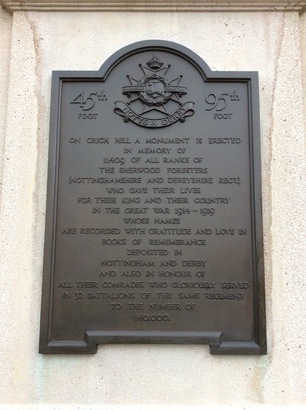 45th 95th
FOOT FOOT
ON CRICH HILL A MONUMENT IS ERECTED
IN MEMORY OF
11,409 OF ALL RANKS OF
THE SHERWOOD FORESTERS
(NOTTINGHAMSHIRE AND DERBYSHIRE REGT.)
WHO GAVE THEIR LIVES
FOR THEIR KING AND THEIR COUNTRY
IN THE GREAT WAR 1914-1919
WHOSE NAMES
ARE RECORDED WITH GRATITUDE AND LOVE IN
BOOKS OF REMEMBRANCE
DEPOSITED IN
NOTTINGHAM AND DERBY
AND ALSO IN HONOUR OF
ALL THEIR COMRADES WHO GLORIOUSLY SERVED
IN 32 BATTALIONS OF THE SAME REGIMENT
TO THE NUMBER OF
140,000.